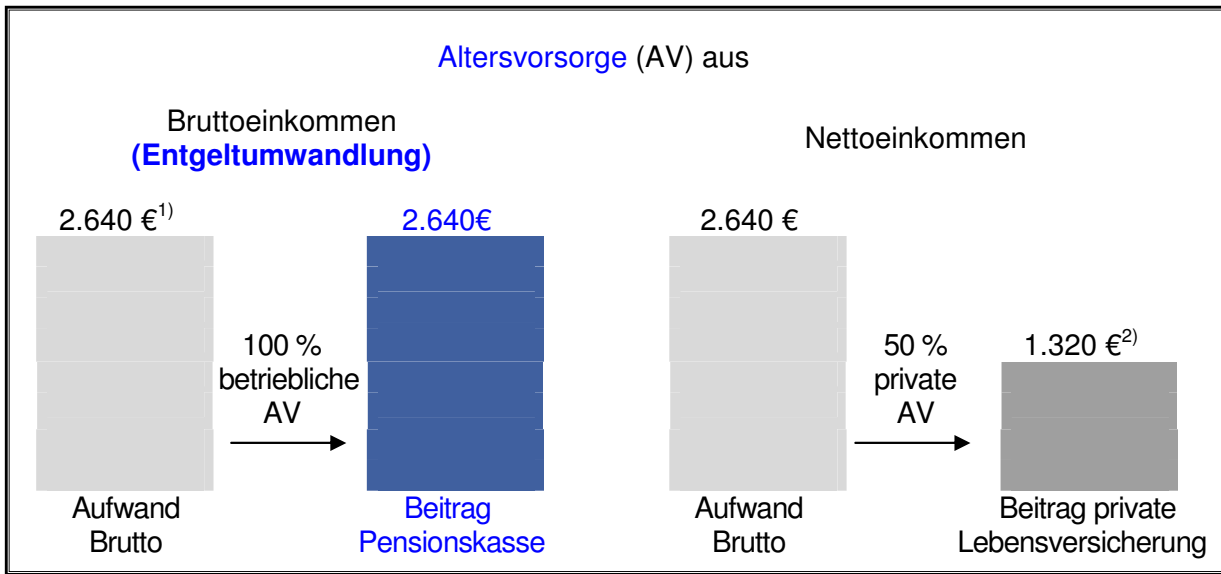 Altersvorsorge (AV) aus
Bruttoeinkommen
(Entgeltumwandlung)
Nettoeinkommen
2.640 €1)
2.640€
2.640 €
1.320 €2)
100 %
betriebliche
AV
50 %
private
AV
Aufwand
Brutto
Beitrag
Pensionskasse
Aufwand
Brutto
Beitrag private
Lebensversicherung